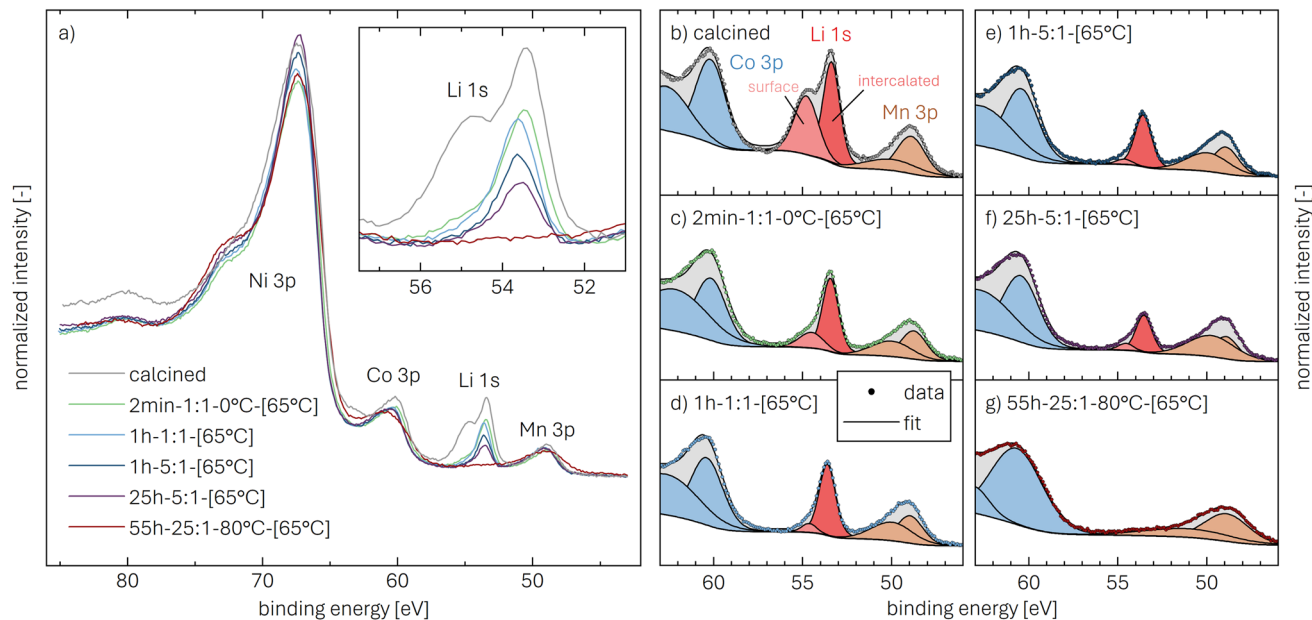 a)
normalized intensity [-]
Ni 3p
Co 3p
Li 1s
Mn 3p
calcined
2min-1:1-0°C-[65°C]
1h-1:1-[65°C]
1h-5:1-[65°C]
25h-5:1-[65°C]
55h-25:1-80°C-[65°C]
80 70 60 50
binding energy [eV]
Li 1s
56 54 52
b) calcined
Li 1s
Co 3p
surface
intercalated
Mn 3p
c) 2min-1:1-0°C-[65°C]
d) 1h-1:1-[65°C]
data
fit
60 55 50
e) 1h-5:1-[65°C]
f) 25h-5:1-[65°C]
g) 55h-25:1-80°C-[65°C]
60 55 50
binding energy [eV]
normalized intensity [-]